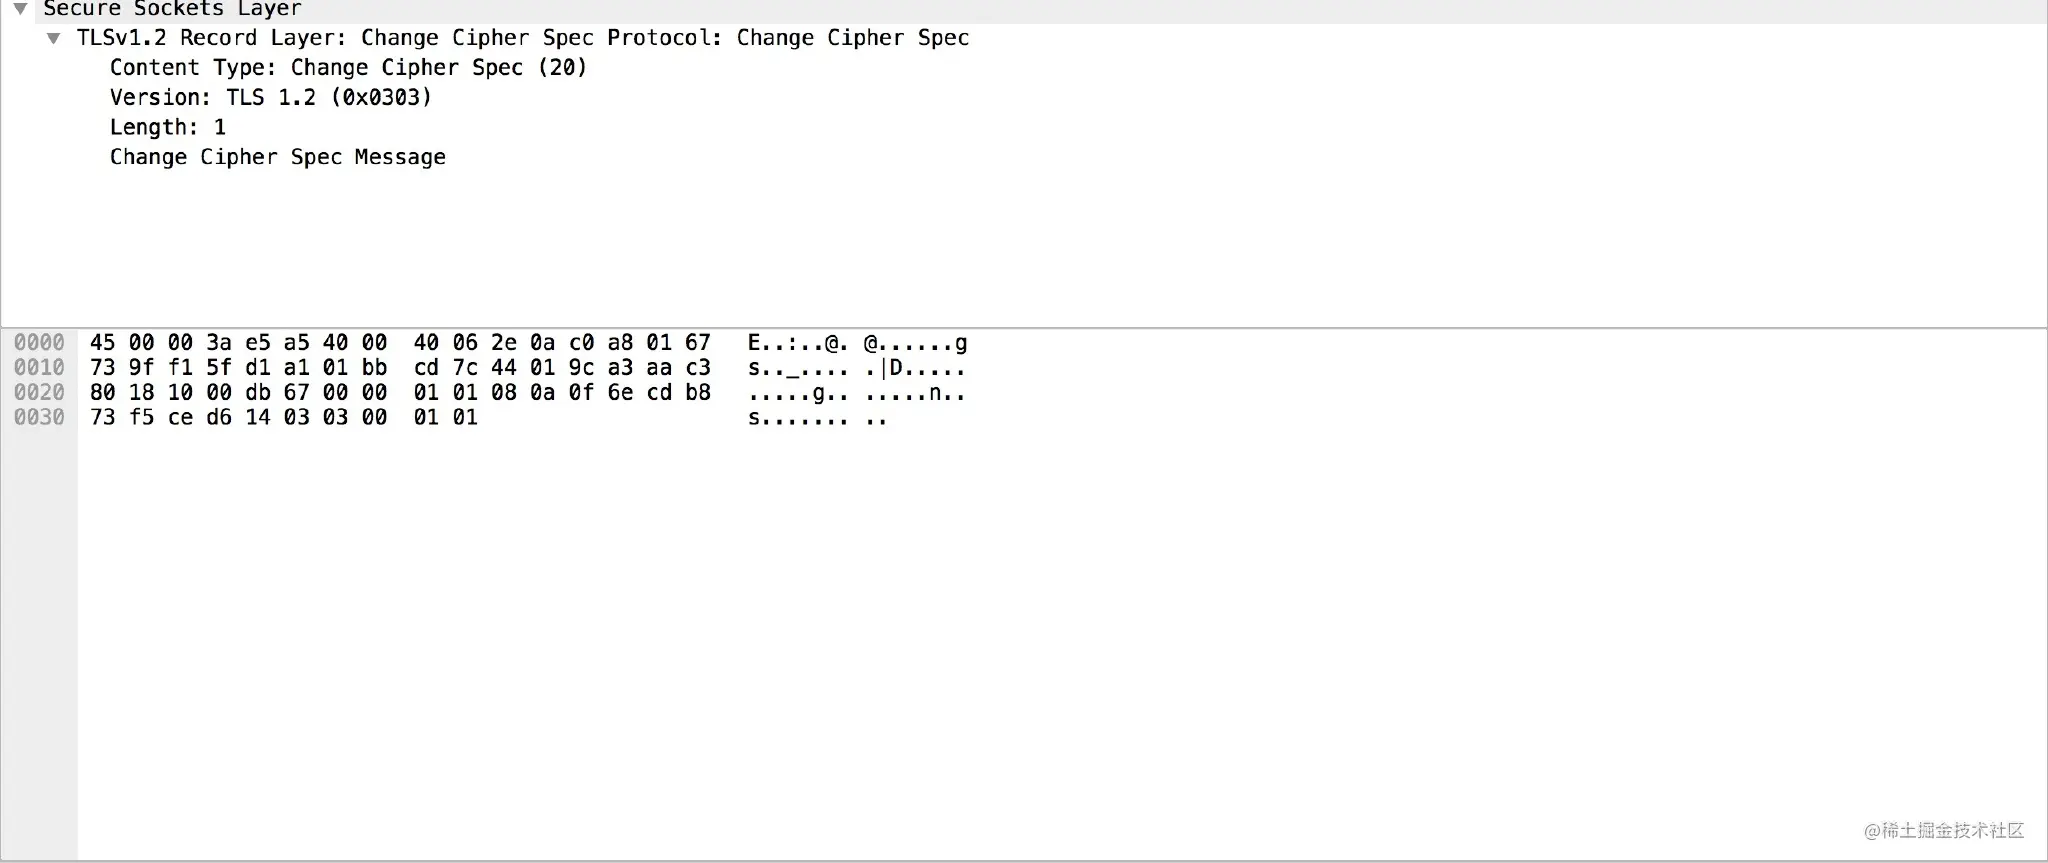 Secure Sockets Layer
TLSv1.2 Record Layer: Change Cipher Spec Protocol: Change Cipher Spec
Content Type: Change Cipher Spec (20)
Version: TLS 1.2 (0x0303)
Length: 1
Change Cipher Spec Message
0000 45 00 00 3a e5 a5 40 00 40 06 2e 0a c0 a8 01 67 E..:..@. @......g
0010 73 9f f1 5f d1 a1 01 bb cd 7c 44 01 9c a3 aa c3 s.._.... .|D.....
0020 80 18 10 00 db 67 00 00 01 01 08 0a 0f 6e cd b8 .....g.. .....n..
0030 73 f5 ce d6 14 03 03 00 01 01 s....... ..
@稀土掘金技术社区